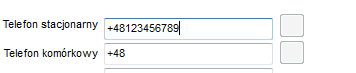 Telefon stacjonarny +48123456789
Telefon komórkowy +48